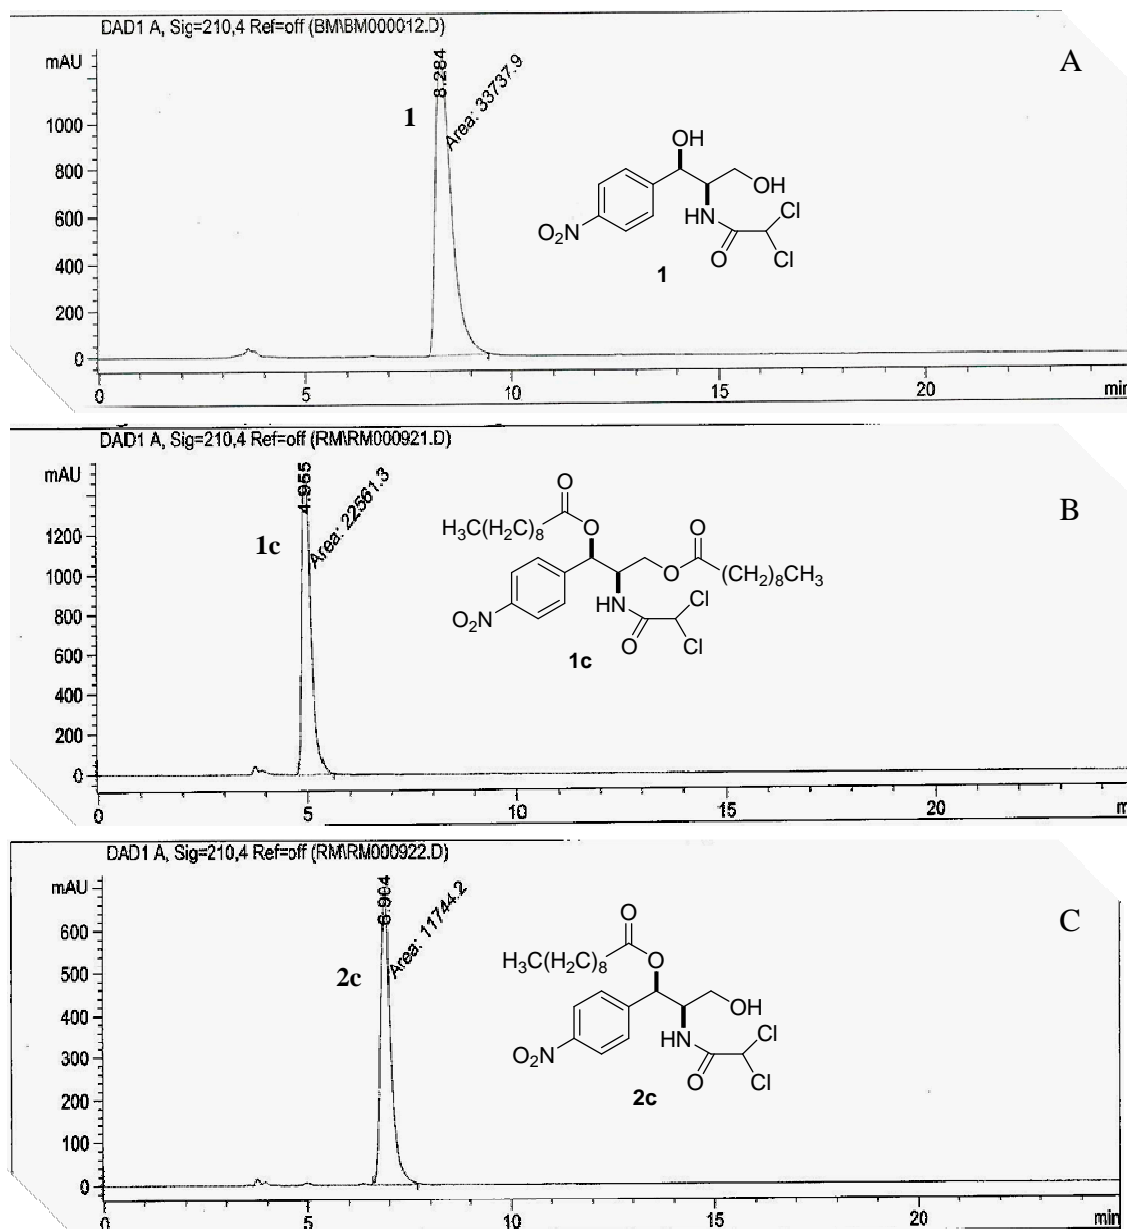 DAD1 A, Sig=210,4 Ref=off (BM\BM000012.D)
mAU
A
8.284
Area: 33737.9
1
1000
800
600
400
200
0
OH
OH
HN
Cl
O2N
O
Cl
1
0 5 10 15 20 min
DAD1 A, Sig=210,4 Ref=off (RM\RM000921.D)
mAU
B
4.955
Area: 22561.3
1c
1200
1000
800
600
400
200
0
O
H3C(H2C)8
O
O
O
(CH2)8CH3
HN
Cl
O2N
O
Cl
1c
0 5 10 15 20 m
DAD1 A, Sig=210,4 Ref=off (RM\RM000922.D)
mAU
C
6.904
Area: 11744.2
2c
600
500
400
300
200
100
0
O
H3C(H2C)8
O
OH
HN
Cl
O2N
O
Cl
2c
0 5 10 15 20 min